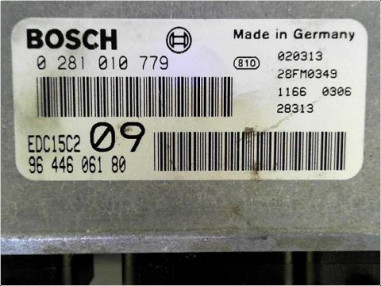 BOSCH Made in Germany
0 281 010 779 810 020313
28FM0349
1166 0306
28313
EDC15C2 09
96 446 061 80